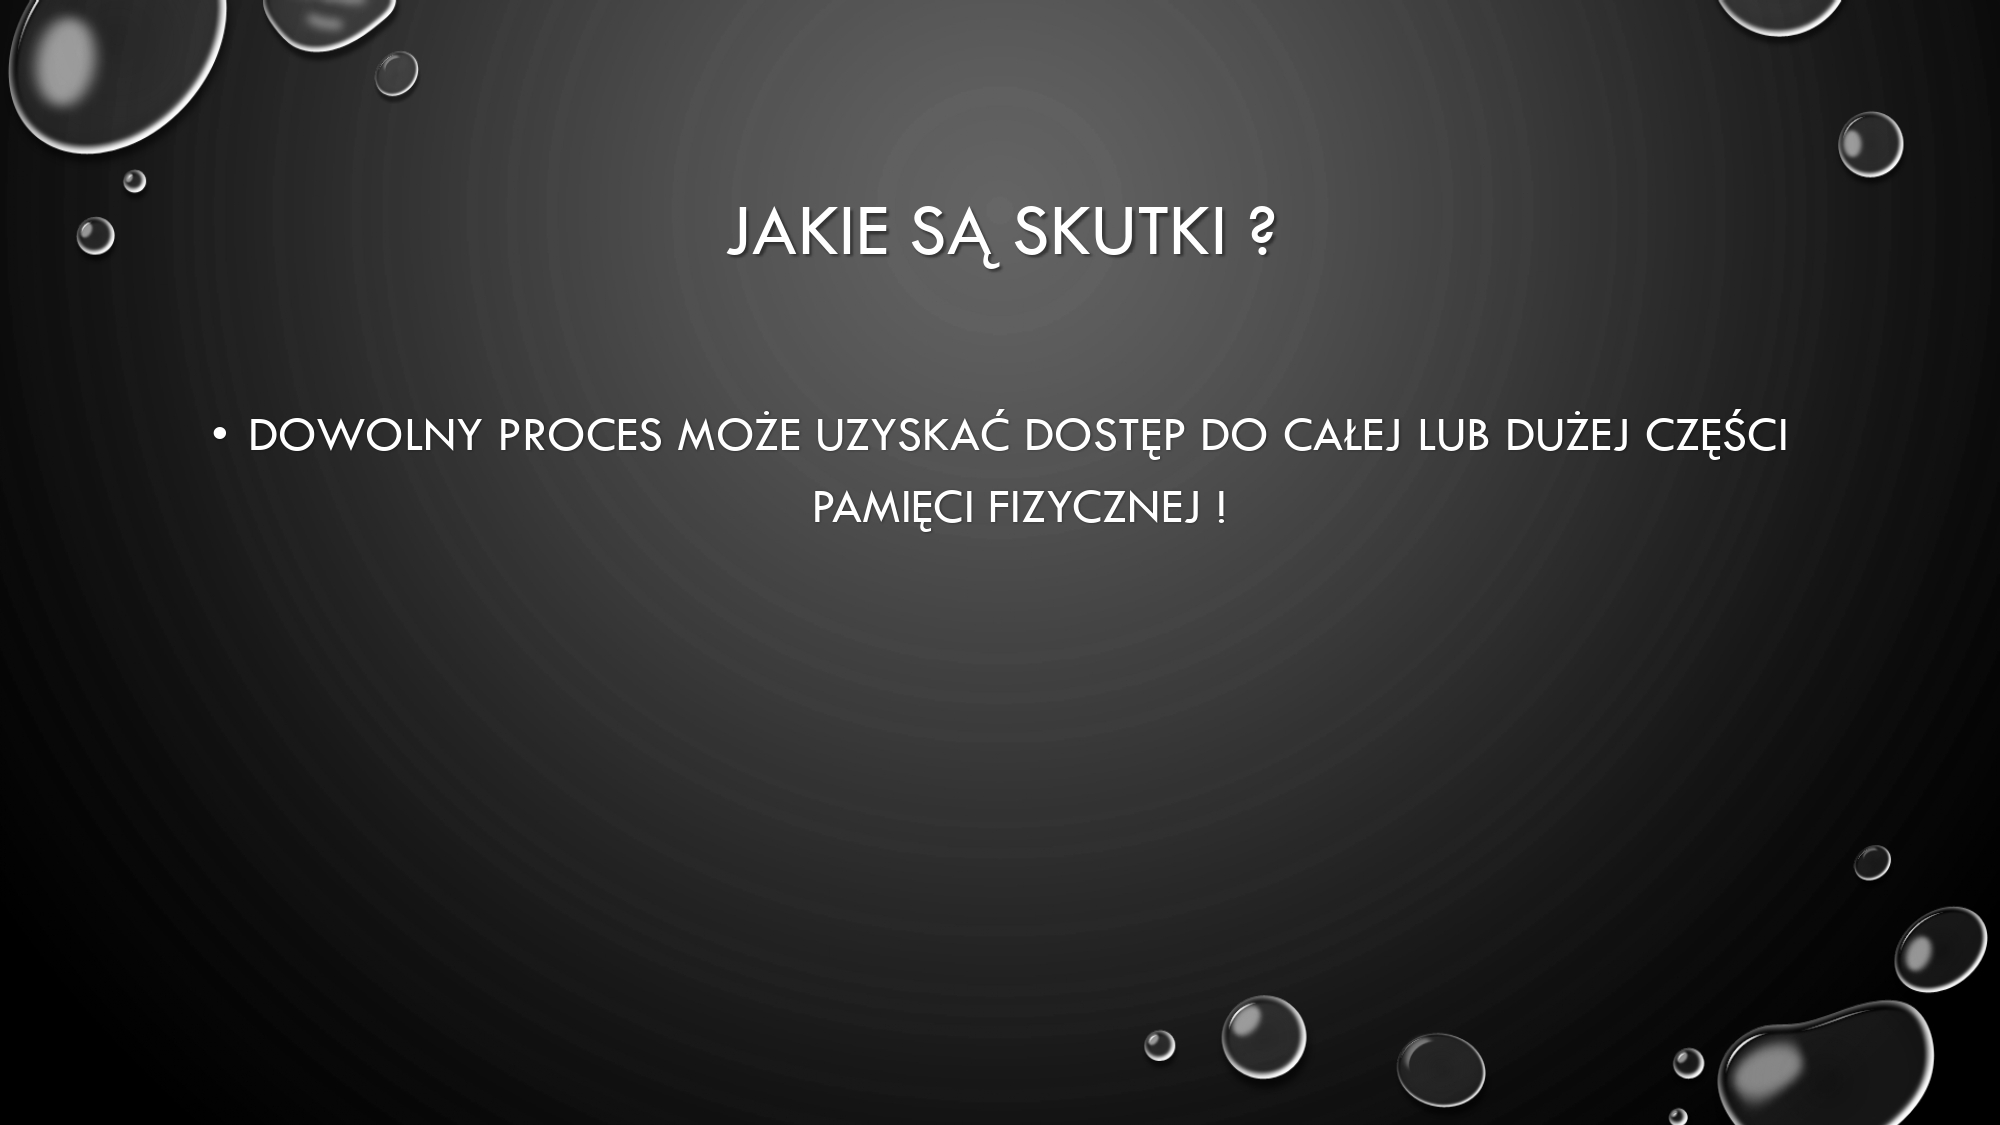 JAKIE SĄ SKUTKI ?
• DOWOLNY PROCES MOŻE UZYSKAĆ DOSTĘP DO CAŁEJ LUB DUŻEJ CZĘŚCI
PAMIĘCI FIZYCZNEJ !